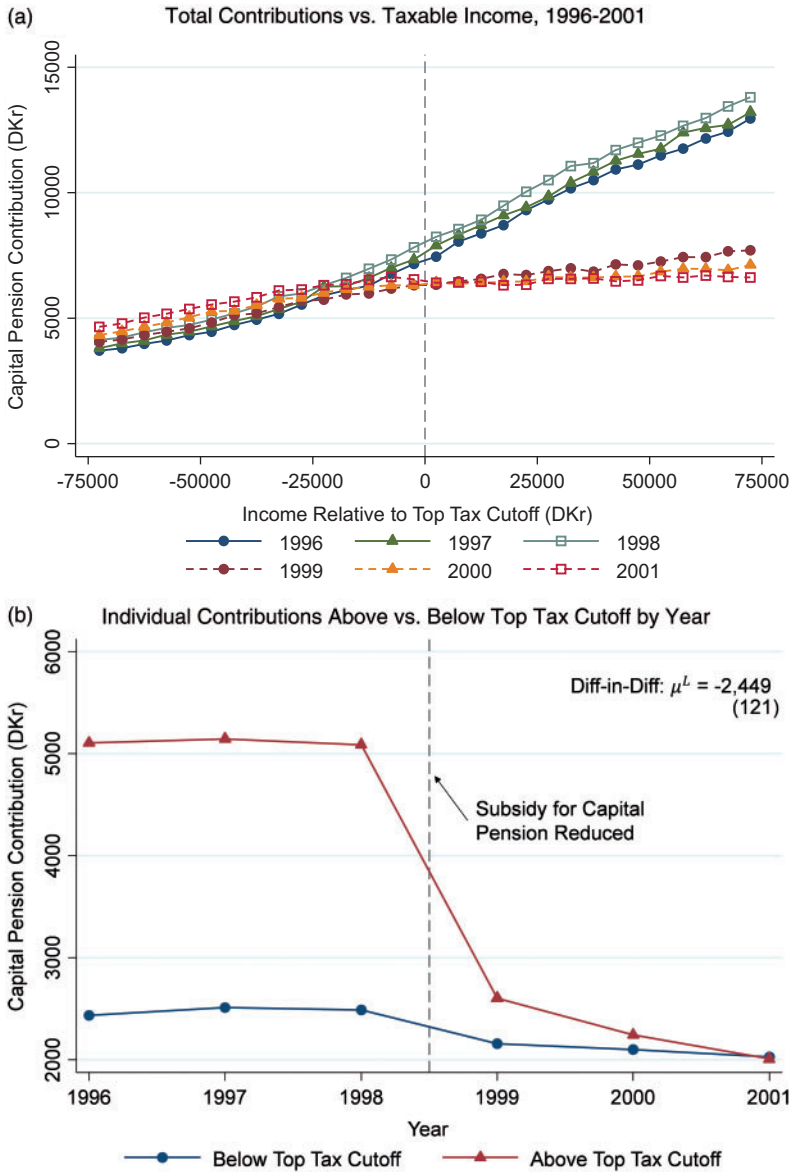 (a)
Total Contributions vs. Taxable Income, 1996-2001
Capital Pension Contribution (DKr)
15000
10000
5000
0
-75000 -50000 -25000 0 25000 50000 75000
Income Relative to Top Tax Cutoff (DKr)
1996 1997 1998
1999 2000 2001
(b)
Individual Contributions Above vs. Below Top Tax Cutoff by Year
Capital Pension Contribution (DKr)
6000
5000
4000
3000
2000
Diff-in-Diff: μᴸ = -2,449
(121)
Subsidy for Capital
Pension Reduced
1996 1997 1998 1999 2000 2001
Year
Below Top Tax Cutoff Above Top Tax Cutoff